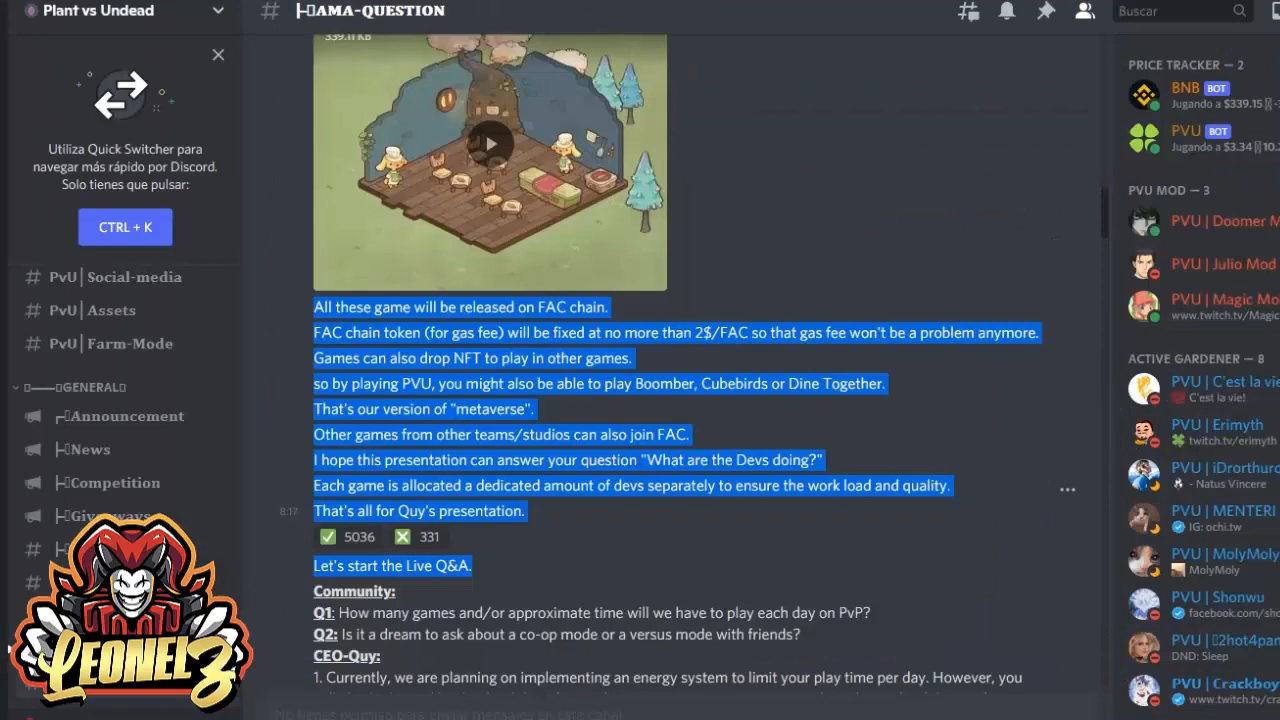 Plant vs Undead
AMA-QUESTION
Buscar
339.11 KB
Utiliza Quick Switcher para
navegar más rápido por Discord.
Solo tienes que pulsar:
CTRL + K
# PvU | Social-media
# PvU | Assets
# PvU | Farm-Mode
GENERAL
Announcement
News
Competition
LEONELZ
All these game will be released on FAC chain.
FAC chain token (for gas fee) will be fixed at no more than 2$/FAC so that gas fee won't be a problem anymore.
Games can also drop NFT to play in other games.
so by playing PVU, you might also be able to play Boomber, Cubebirds or Dine Together.
That's our version of "metaverse".
Other games from other teams/studios can also join FAC.
I hope this presentation can answer your question "What are the Devs doing?"
Each game is allocated a dedicated amount of devs separately to ensure the work load and quality.
8:17 That's all for Quy's presentation.
5036 331
Let's start the Live Q&A.
Community:
Q1: How many games and/or approximate time will we have to play each day on PvP?
Q2: Is it a dream to ask about a co-op mode or a versus mode with friends?
CEO-Quy:
1. Currently, we are planning on implementing an energy system to limit your play time per day. However, you
No tienes permiso para enviar mensajes en este canal
PRICE TRACKER — 2
BNB BOT
Jugando a $339.15
PVU BOT
Jugando a $3.34
PVU MOD — 3
PVU | Doomer
PVU | Julio Mod
PVU | Magic
www.twitch.tv/Magic
ACTIVE GARDENER — 8
PVU | C'est la vie
C'est la vie!
PVU | Erimyth
twitch.tv/erimyth
PVU | iDrorthur
- Natus Vincere
PVU | MENTERI
IG: ochi.tw
PVU | MolyMoly
MolyMoly
PVU | Shonwu
PVU | 2hot4pan
DND: Sleep
PVU | Crackboy